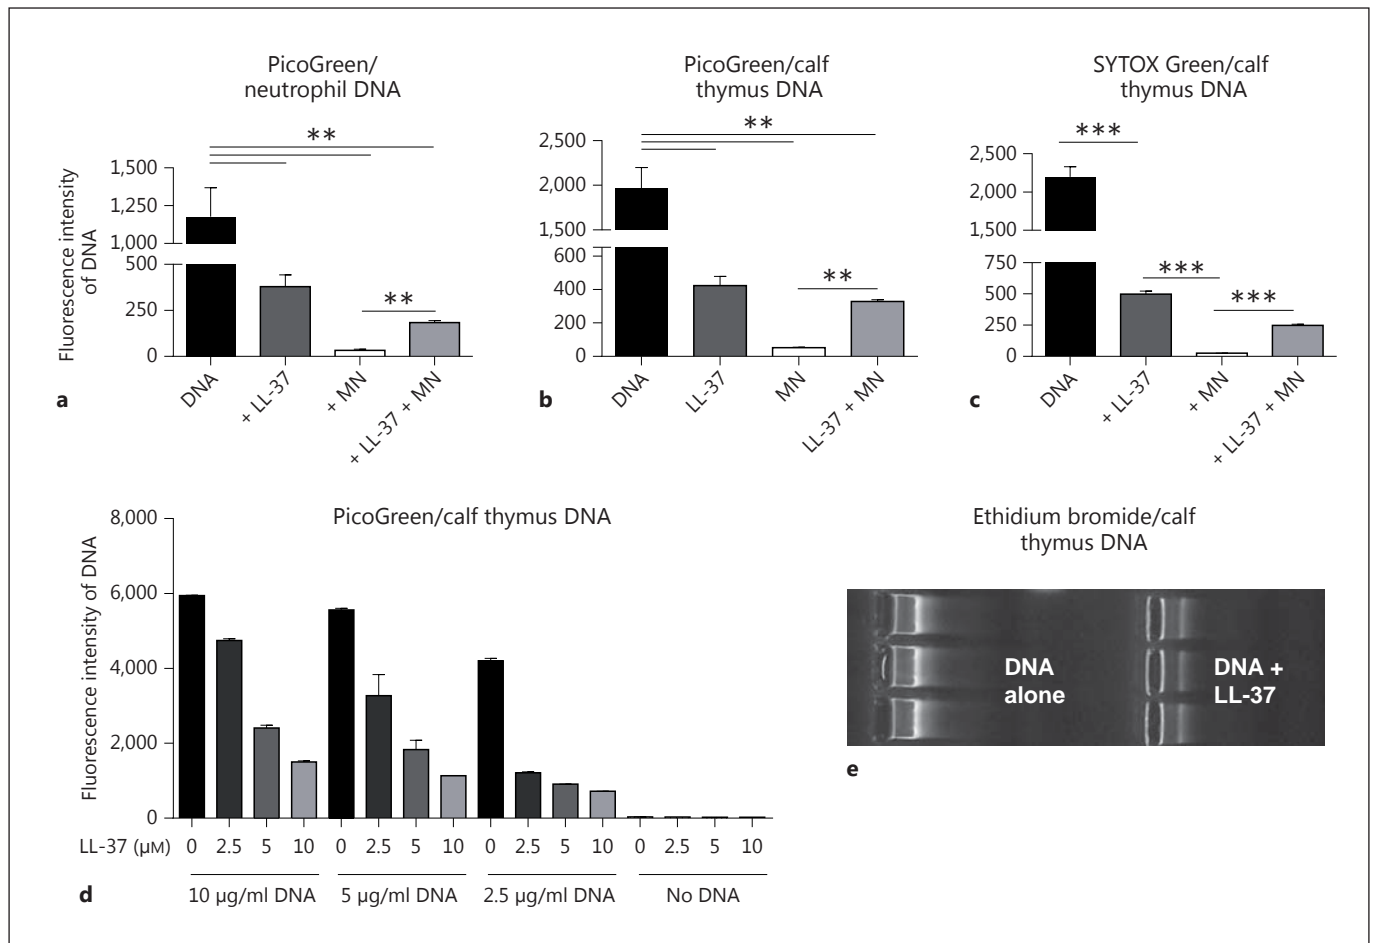 PicoGreen/
neutrophil DNA
**
1,500
1,250
1,000
500
250
0
Fluorescence intensity
of DNA
**
DNA
+ LL-37
+ MN
+ LL-37 + MN
a
PicoGreen/calf
thymus DNA
**
2,500
2,000
1,500
600
400
200
0
**
DNA
LL-37
MN
LL-37 + MN
b
SYTOX Green/calf
thymus DNA
***
2,500
2,000
1,500
750
500
250
0
***
***
DNA
+ LL-37
+ MN
+ LL-37 + MN
c
PicoGreen/calf thymus DNA
8,000
6,000
4,000
2,000
0
Fluorescence intensity of DNA
LL-37 (µM) 0 2.5 5 10 0 2.5 5 10 0 2.5 5 10 0 2.5 5 10
10 µg/ml DNA 5 µg/ml DNA 2.5 µg/ml DNA No DNA
d
Ethidium bromide/calf
thymus DNA
DNA
alone
DNA +
LL-37
e